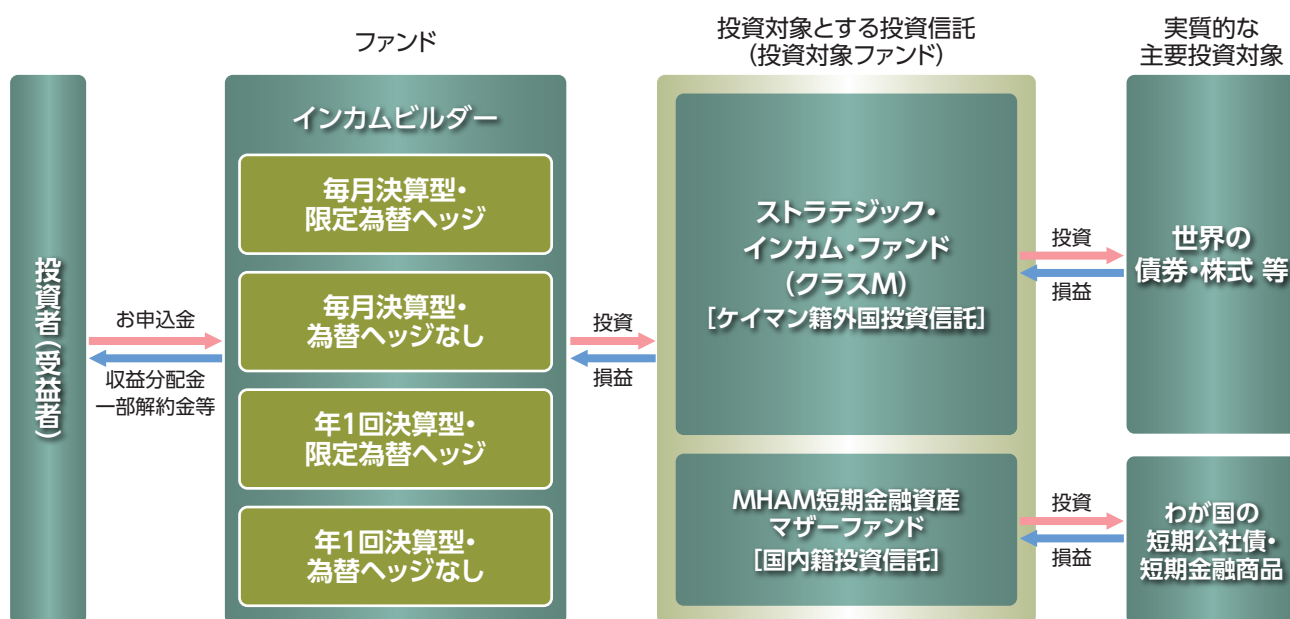 ファンド
投資対象とする投資信託
(投資対象ファンド)
実質的な
主要投資対象
投資者(受益者)
お申込金
収益分配金
一部解約金等
インカムビルダー
毎月決算型・
限定為替ヘッジ
毎月決算型・
為替ヘッジなし
年1回決算型・
限定為替ヘッジ
年1回決算型・
為替ヘッジなし
投資
損益
ストラテジック・
インカム・ファンド
(クラスM)
[ケイマン籍外国投資信託]
MHAM短期金融資産
マザーファンド
[国内籍投資信託]
投資
損益
投資
損益
世界の
債券・株式 等
わが国の
短期公社債・
短期金融商品